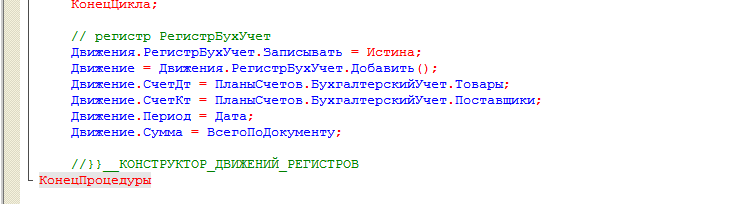 КонецЦикла;
// регистр РегистрБухУчет
Движения.РегистрБухУчет.Записывать = Истина;
Движение = Движения.РегистрБухУчет.Добавить();
Движение.СчетДт = ПланыСчетов.БухгалтерскийУчет.Товары;
Движение.СчетКт = ПланыСчетов.БухгалтерскийУчет.Поставщики;
Движение.Период = Дата;
Движение.Сумма = ВсегоПоДокументу;
//}}__КОНСТРУКТОР_ДВИЖЕНИЙ_РЕГИСТРОВ
КонецПроцедуры